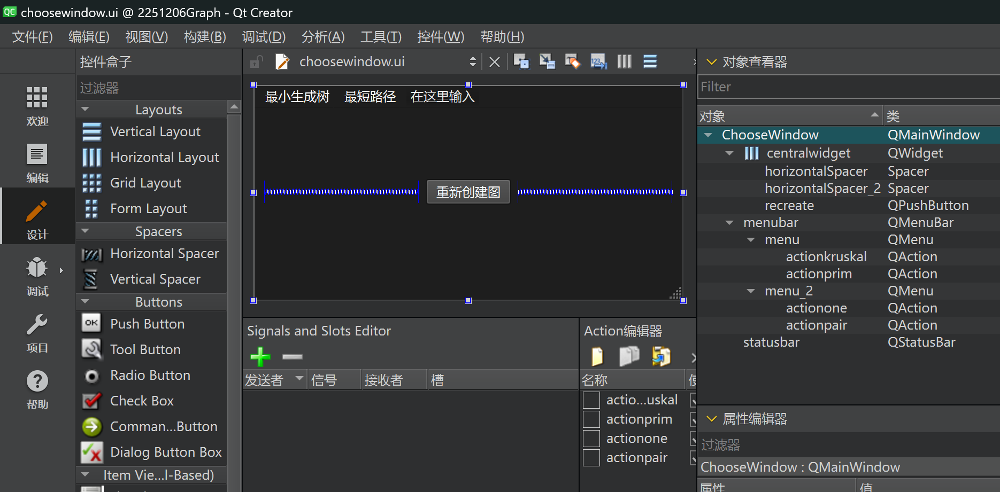 QC choosewindow.ui @ 2251206Graph - Qt Creator
文件(F) 编辑(E) 视图(V) 构建(B) 调试(D) 分析(A) 工具(T) 控件(W) 帮助(H)
欢迎
编辑
设计
调试
项目
帮助
控件盒子
过滤器
Layouts
Vertical Layout
Horizontal Layout
Grid Layout
Form Layout
Spacers
Horizontal Spacer
Vertical Spacer
Buttons
OK Push Button
Tool Button
Radio Button
Check Box
Comman...Button
Dialog Button Box
Item Vie...l-Based)
choosewindow.ui
最小生成树 最短路径 在这里输入
重新创建图
Signals and Slots Editor
发送者 信号 接收者 槽
Action编辑器
名称 使
actio...uskal
actionprim
actionone
actionpair
对象查看器
Filter
对象 类
ChooseWindow QMainWindow
centralwidget QWidget
horizontalSpacer Spacer
horizontalSpacer_2 Spacer
recreate QPushButton
menubar QMenuBar
menu QMenu
actionkruskal QAction
actionprim QAction
menu_2 QMenu
actionone QAction
actionpair QAction
statusbar QStatusBar
属性编辑器
过滤器
ChooseWindow : QMainWindow
属性 值